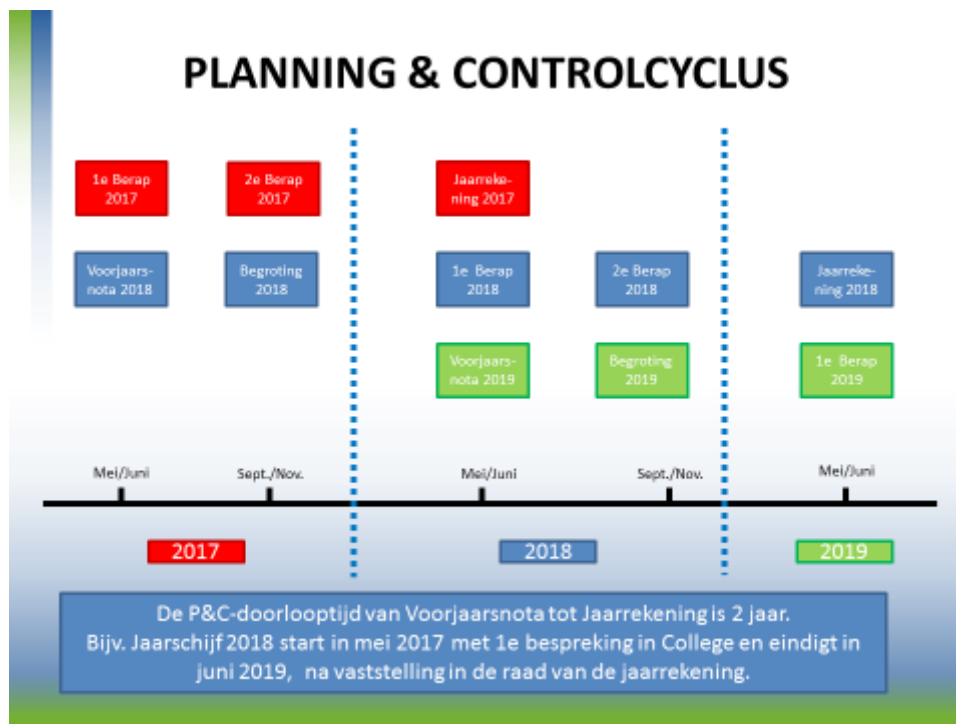 PLANNING & CONTROLCYCLUS
1e Berap
2017
2e Berap
2017
Jaarreke-
ning 2017
Voorjaars-
nota 2018
Begroting
2018
1e Berap
2018
2e Berap
2018
Jaarreke-
ning 2018
Voorjaars-
nota 2019
Begroting
2019
1e Berap
2019
Mei/Juni
Sept./Nov.
Mei/Juni
Sept./Nov.
Mei/Juni
2017
2018
2019
De P&C-doorlooptijd van Voorjaarsnota tot Jaarrekening is 2 jaar.
Bijv. Jaarschijf 2018 start in mei 2017 met 1e bespreking in College en eindigt in
juni 2019, na vaststelling in de raad van de jaarrekening.